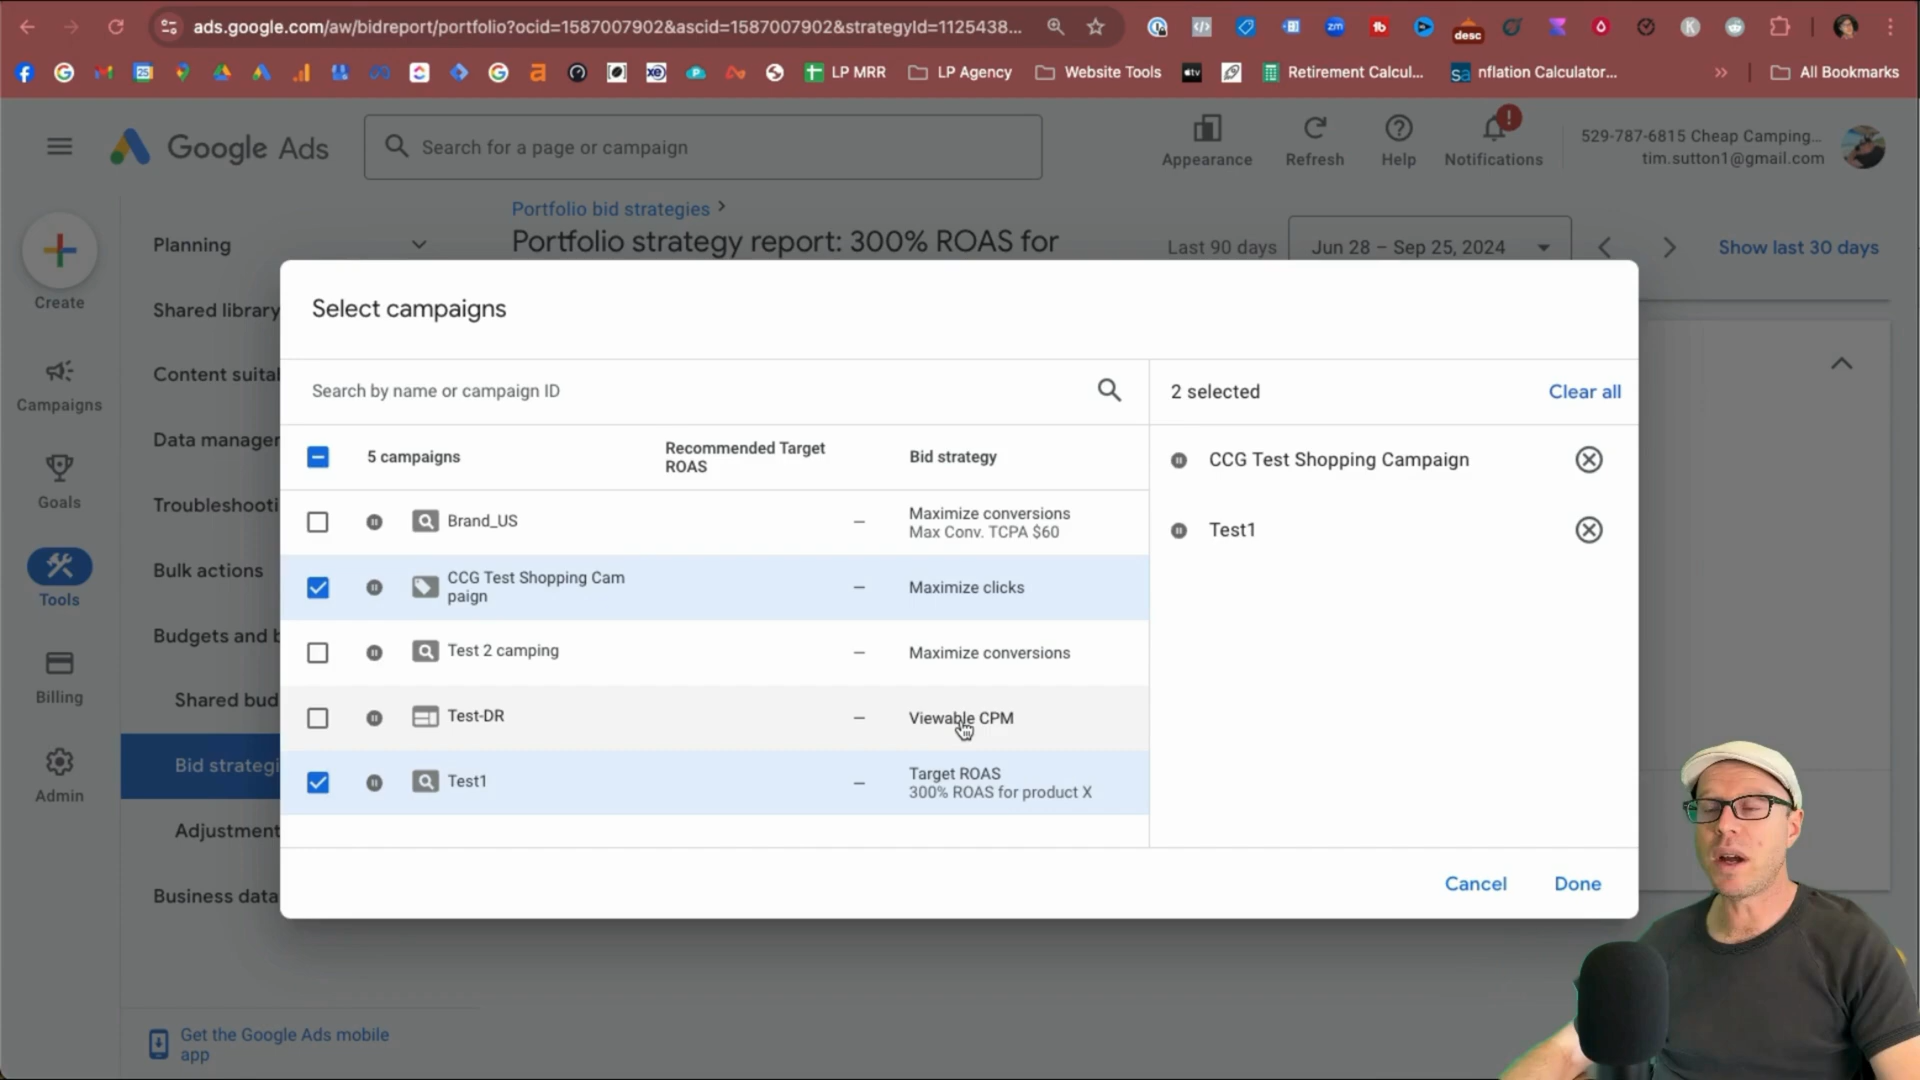 ads.google.com/aw/bidreport/portfolio?ocid=1587007902&ascid=1587007902&strategyId=1125438...
desc
LP MRR
LP Agency
Website Tools
Retirement Calcul...
nflation Calculator...
All Bookmarks
Google Ads
Search for a page or campaign
Appearance
Refresh
Help
Notifications
529-787-6815 Cheap Camping...
tim.sutton1@gmail.com
Create
Campaigns
Goals
Tools
Billing
Admin
Planning
Shared library
Content suital
Data manager
Troubleshooti
Bulk actions
Budgets and b
Shared bud
Bid strategi
Adjustment
Business data
Get the Google Ads mobile
app
Portfolio bid strategies
Portfolio strategy report: 300% ROAS for
Last 90 days
Jun 28 – Sep 25, 2024
Show last 30 days
Select campaigns
Search by name or campaign ID
2 selected
Clear all
5 campaigns
Recommended Target
ROAS
Bid strategy
Brand_US
–
Maximize conversions
Max Conv. TCPA $60
CCG Test Shopping Cam
paign
–
Maximize clicks
Test 2 camping
–
Maximize conversions
Test-DR
–
Viewable CPM
Test1
–
Target ROAS
300% ROAS for product X
CCG Test Shopping Campaign
Test1
Cancel
Done